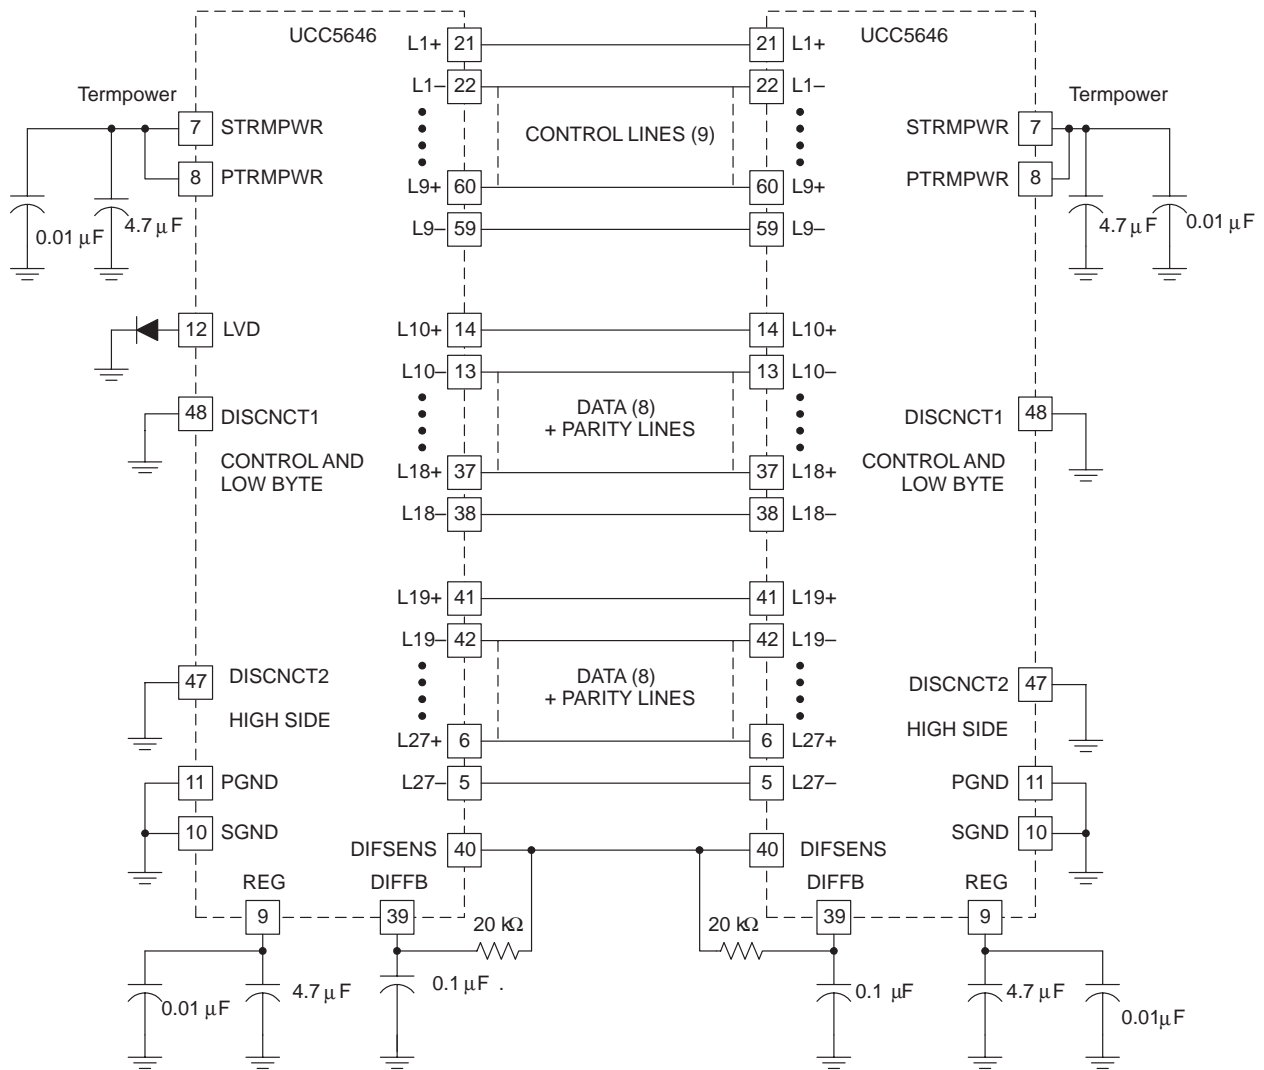 UCC5646 L1+ 21 21 L1+ UCC5646
L1– 22 22 L1–
Termpower Termpower
7 STRMPWR CONTROL LINES (9) STRMPWR 7
8 PTRMPWR L9+ 60 60 L9+ PTRMPWR 8
0.01 μF 4.7 μF L9– 59 59 L9– 4.7 μF 0.01 μF
12 LVD L10+ 14 14 L10+
L10– 13 13 L10–
48 DISCNCT1 DATA (8) DISCNCT1 48
+ PARITY LINES
CONTROL AND L18+ 37 37 L18+ CONTROL AND
LOW BYTE LOW BYTE
L18– 38 38 L18–
L19+ 41 41 L19+
L19– 42 42 L19–
47 DISCNCT2 DATA (8) DISCNCT2 47
+ PARITY LINES
HIGH SIDE HIGH SIDE
L27+ 6 6 L27+
11 PGND L27– 5 5 L27– PGND 11
10 SGND SGND 10
DIFSENS 40 40 DIFSENS
REG DIFFB DIFFB REG
9 39 20 kΩ 20 kΩ 39 9
0.01 μF 4.7 μF 0.1 μF . 0.1 μF 4.7 μF 0.01μF